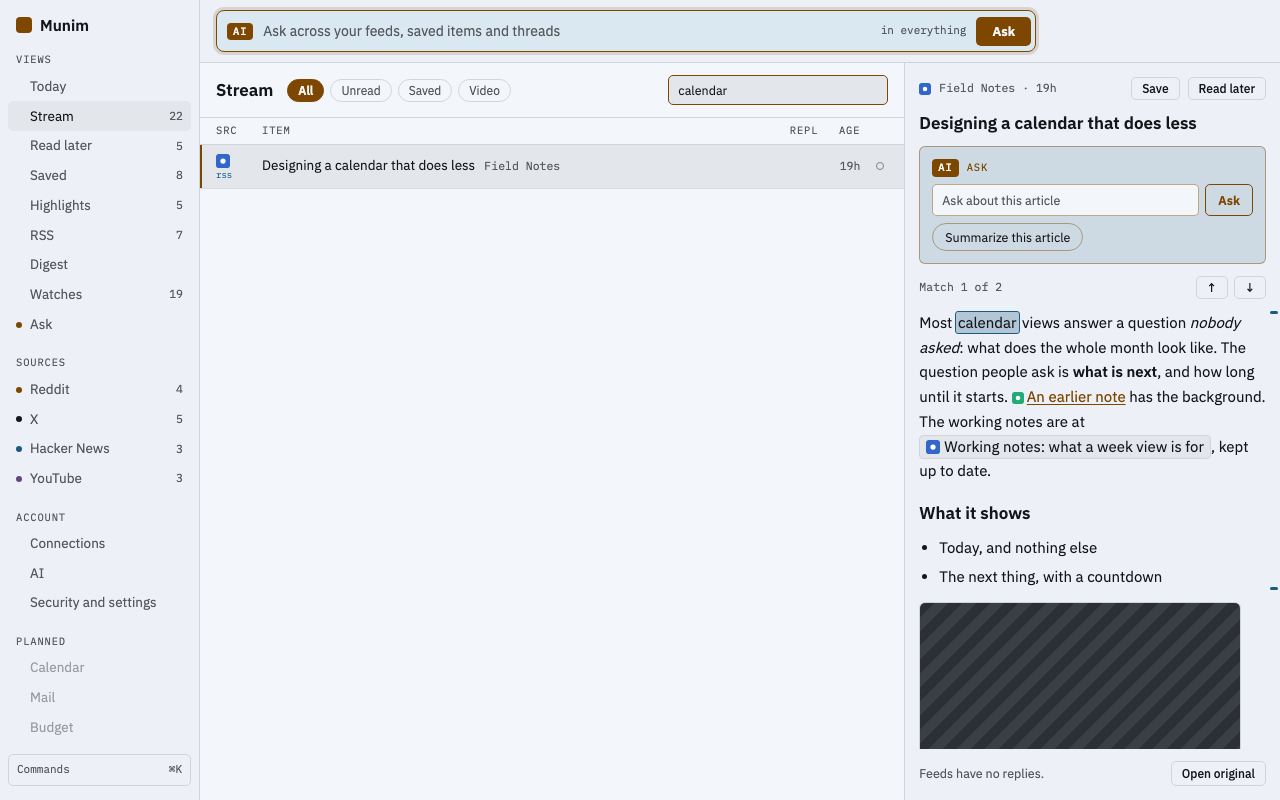 Munim
VIEWS
Today
Stream 22
Read later 5
Saved 8
Highlights 5
RSS 7
Digest
Watches 19
Ask
SOURCES
Reddit 4
X 5
Hacker News 3
YouTube 3
ACCOUNT
Connections
AI
Security and settings
PLANNED
Calendar
Mail
Budget
Commands ⌘K
AI Ask across your feeds, saved items and threads in everything Ask
Stream All Unread Saved Video calendar
SRC ITEM REPL AGE
Designing a calendar that does less Field Notes 19h
rss
Field Notes · 19h Save Read later
Designing a calendar that does less
AI ASK
Ask about this article Ask
Summarize this article
Match 1 of 2 ↑ ↓
Most calendar views answer a question nobody
asked: what does the whole month look like. The
question people ask is what is next, and how long
until it starts. An earlier note has the background.
The working notes are at
Working notes: what a week view is for , kept
up to date.
What it shows
• Today, and nothing else
• The next thing, with a countdown
Feeds have no replies. Open original